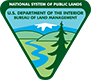 NATIONAL SYSTEM OF PUBLIC LANDS
U.S. DEPARTMENT OF THE INTERIOR
BUREAU OF LAND MANAGEMENT